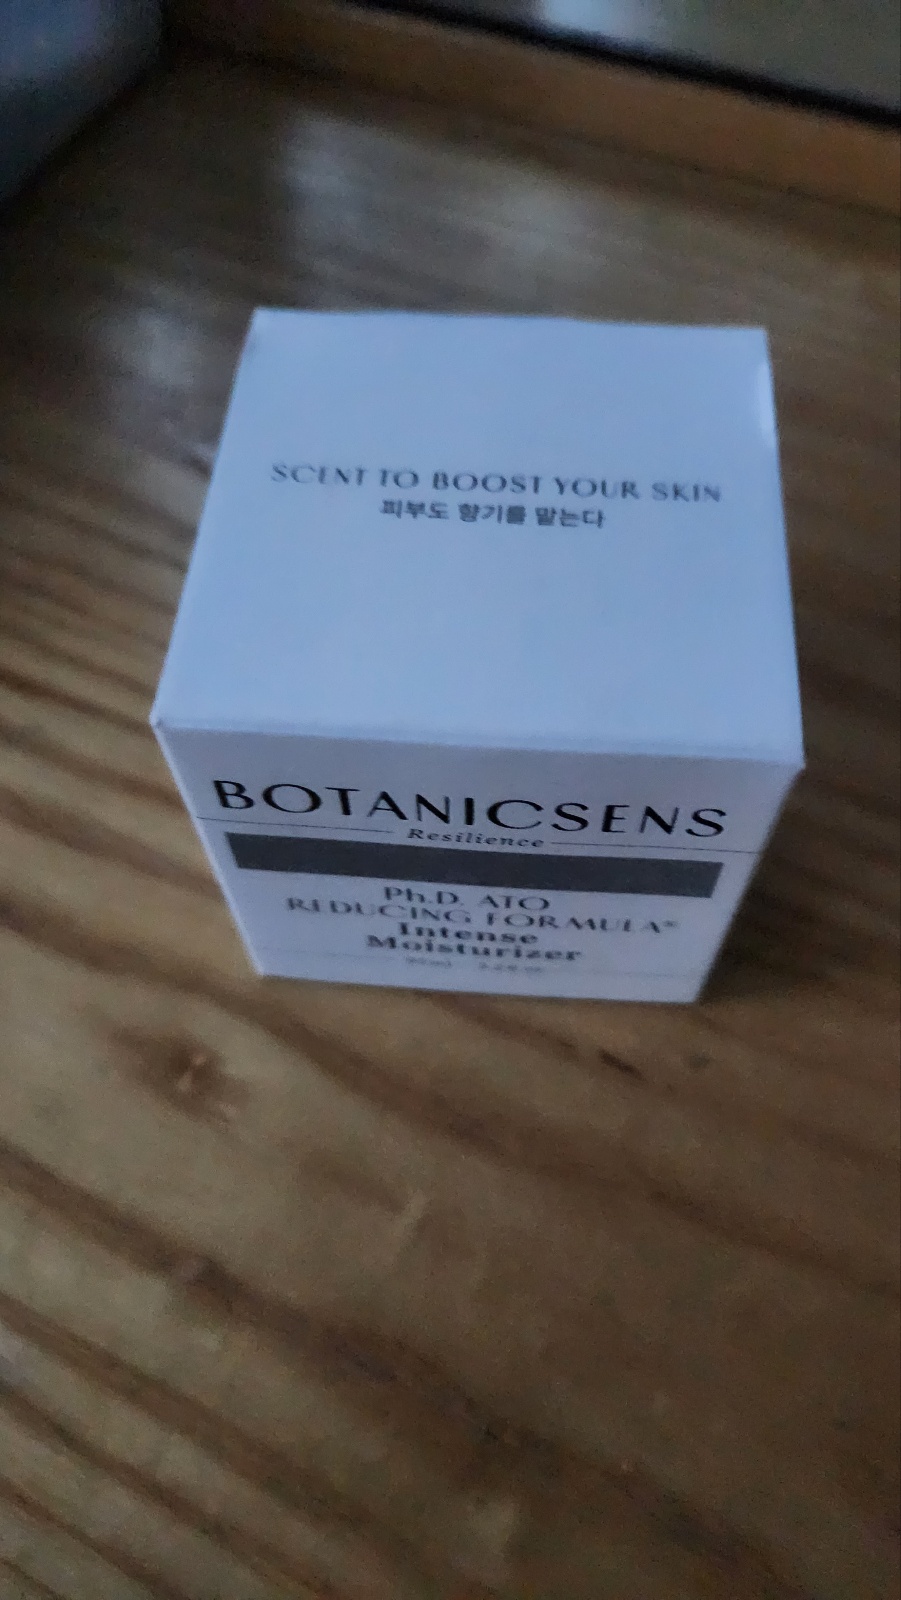 SCENT TO BOOST YOUR SKIN
피부도 향기를 맡는다
BOTANICSENS
Resilience
Ph.D. ATO
REDUCING FORMULA®
Intense
Moisturizer